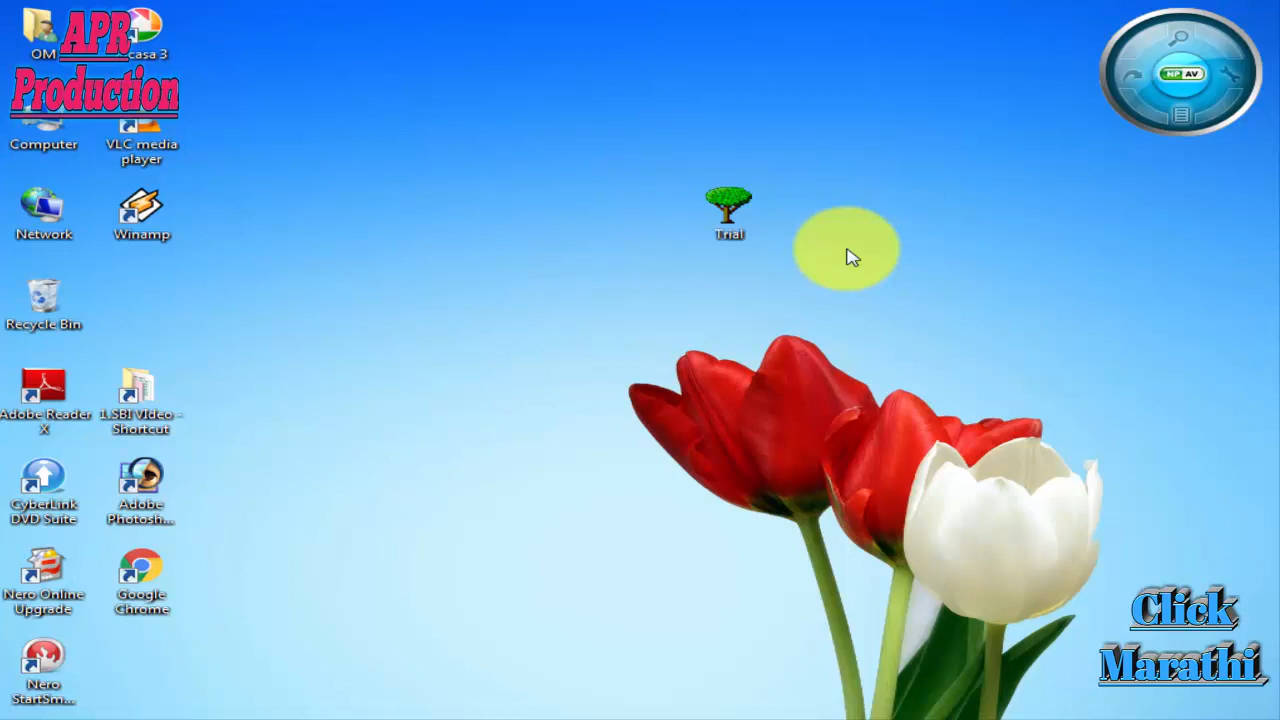 APR
Production
OM
casa 3
Computer
VLC media
player
Network
Winamp
Recycle Bin
Adobe Reader
X
1.SBI Video -
Shortcut
CyberLink
DVD Suite
Adobe
Photosh...
Nero Online
Upgrade
Google
Chrome
Nero
StartSm...
Trial
NP AV
Click
Marathi